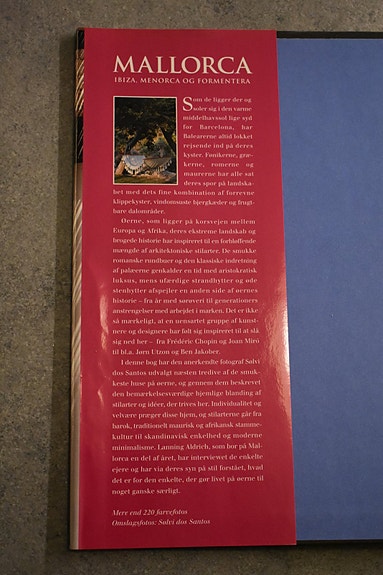 MALLORCA
IBIZA, MENORCA OG FORMENTERA
Som de ligger der og
soler sig i den varme
middelhavssol lige syd
for Barcelona, har
Balearerne altid lokket
rejsende ind på deres
kyster. Fønikerne, græ-
kerne, romerne og
maurerne har alle sat
deres spor på landska-
bet med dets fine kombination af forrevne
klippekyster, vindomsuste bjergkæder og frugt-
bare dalområder.
Øerne, som ligger på korsvejen mellem
Europa og Afrika, deres ekstreme landskab og
brogede historie har inspireret til en forbløffende
mængde af arkitektoniske stilarter. De smukke
romanske rundbuer og den klassiske indretning
af palæerne genkalder en tid med aristokratisk
luksus, mens ufærdige strandhytter og øde
stenhytter afspejler en anden side af øernes
historie – fra år med sørøveri til generationers
anstrengelser med arbejdet i marken. Det er ikke
så mærkeligt, at en uensartet gruppe af kunst-
nere og designere har følt sig inspireret til at slå
sig ned her – fra Frédéric Chopin og Joan Miró
til bl.a. Jørn Utzon og Ben Jakober.
I denne bog har den anerkendte fotograf Sølvi
dos Santos udvalgt næsten tredive af de smuk-
keste huse på øerne, og gennem dem beskrevet
den bemærkelsesværdige hjemlige blanding af
stilarter og idéer, der trives her. Individualitet og
velvære præger disse hjem, og stilarterne går fra
barok, traditionelt maurisk og afrikansk stamme-
kultur til skandinavisk enkelhed og moderne
minimalisme. Lanning Aldrich, som bor på Mal-
lorca en del af året, har interviewet de enkelte
ejere og har via deres syn på stil forstået, hvad
det er for den enkelte, der gør livet på øerne til
noget ganske særligt.
Mere end 220 farvefotos
Omslagsfotos: Sølvi dos Santos